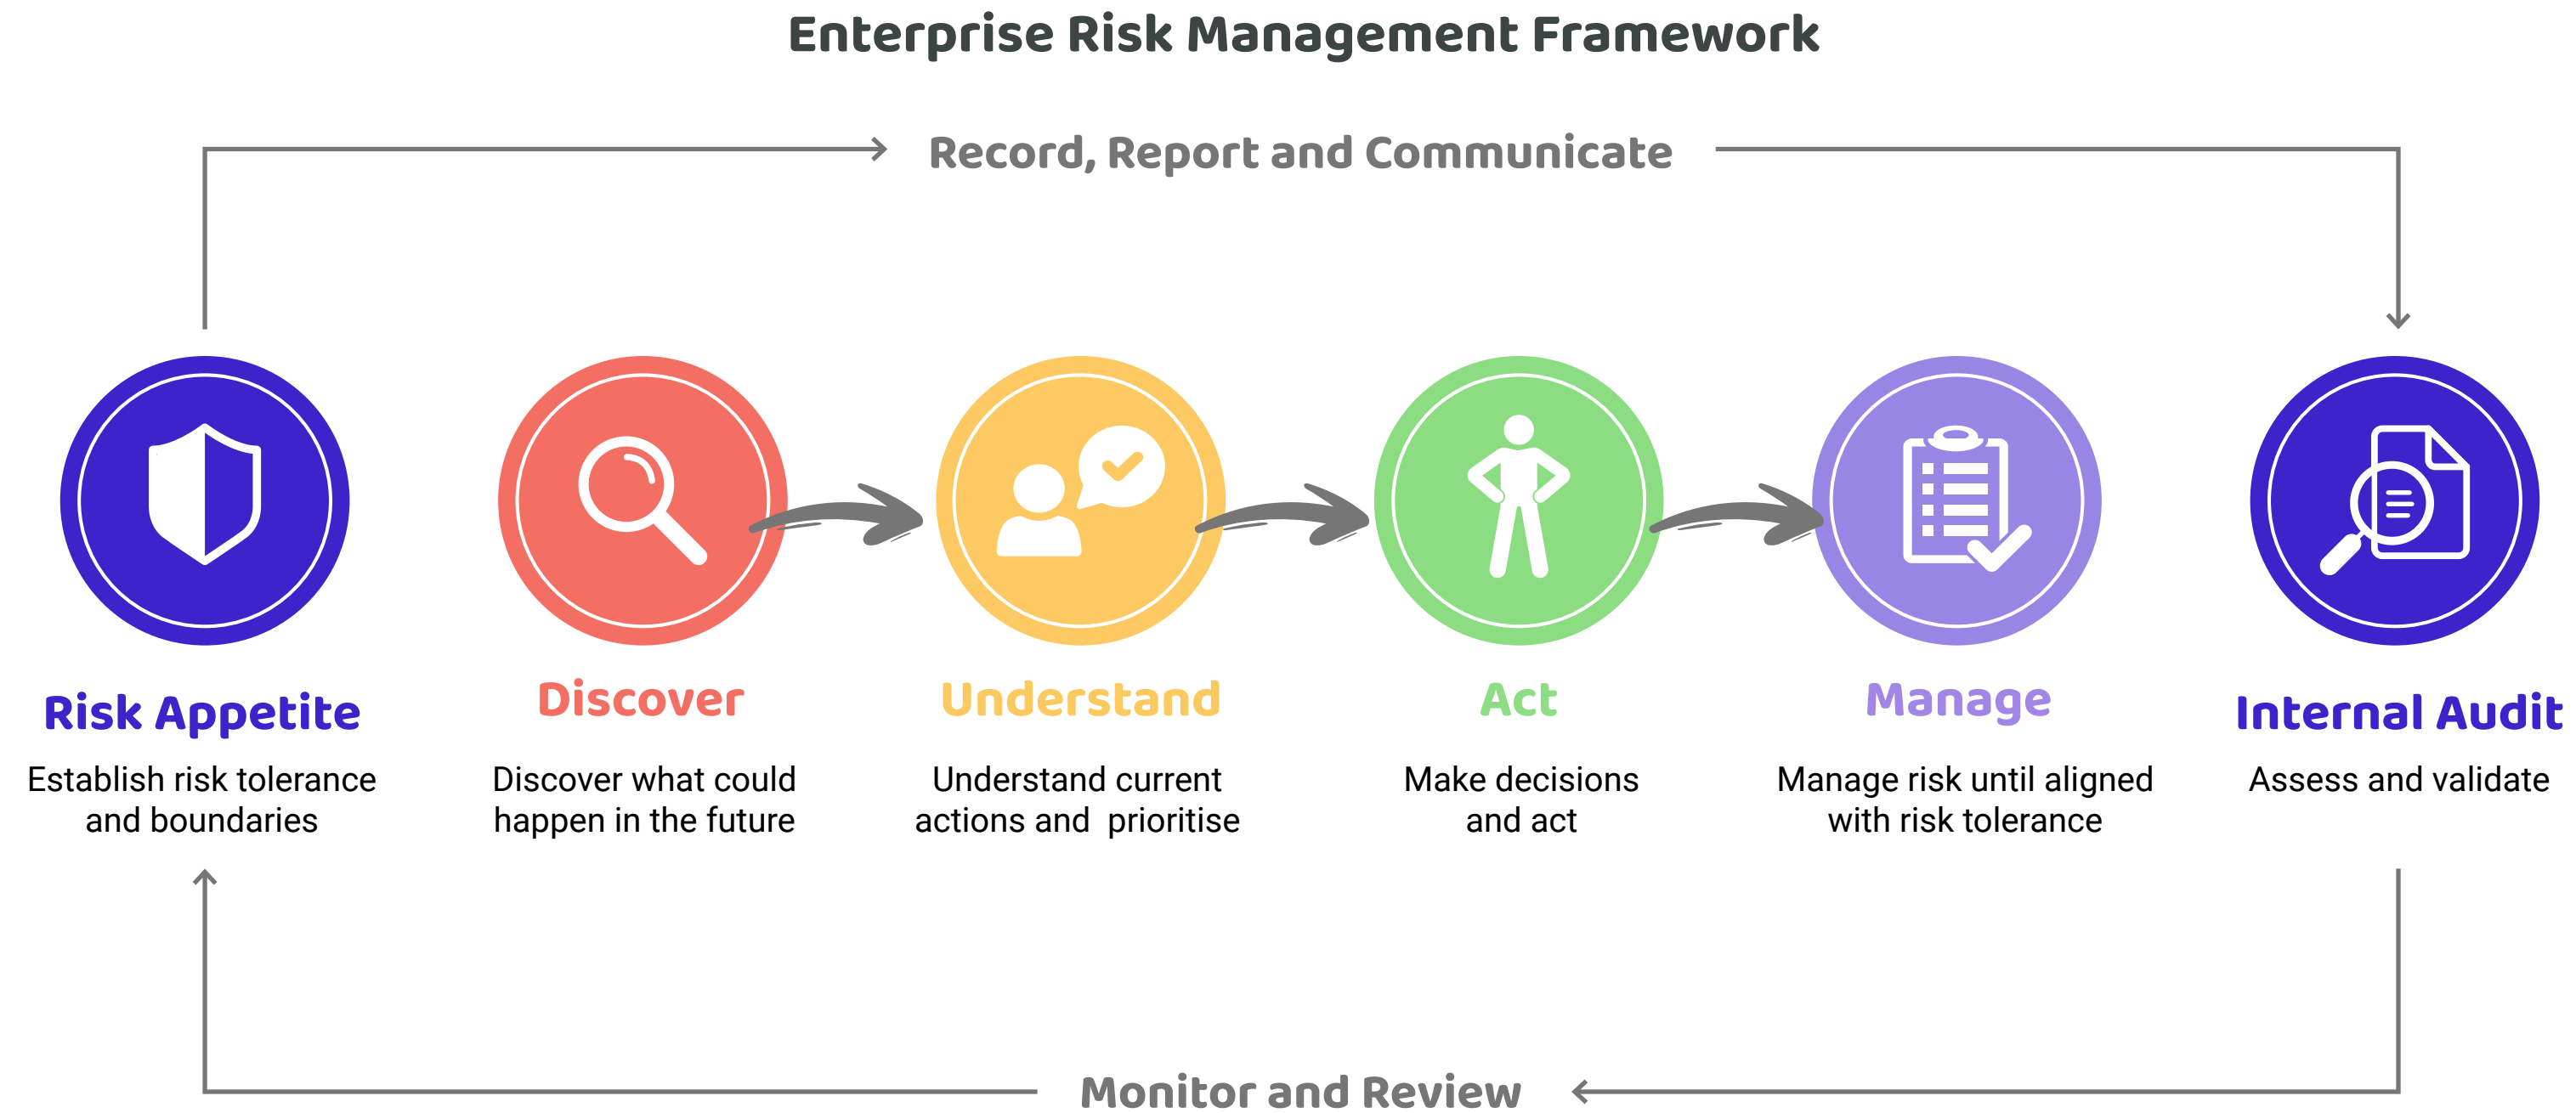 Enterprise Risk Management Framework
Record, Report and Communicate
Risk Appetite
Establish risk tolerance
and boundaries
Discover
Discover what could
happen in the future
Understand
Understand current
actions and  prioritise
Act
Make decisions
and act
Manage
Manage risk until aligned
with risk tolerance
Internal Audit
Assess and validate
Monitor and Review